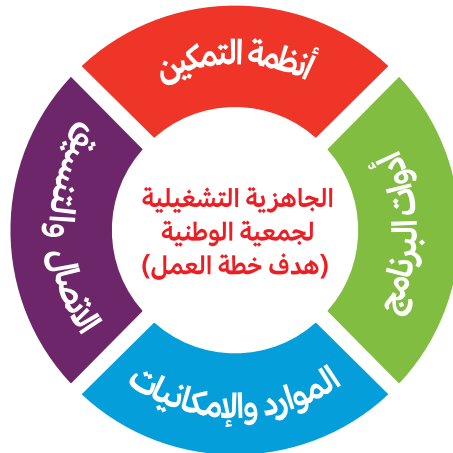 أنظمة التمكين
أدوات البرنامج
الموارد والإمكانيات
الاتصال والتنسيق
الجاهزية التشغيلية
لجمعية الوطنية
(هدف خطة العمل)